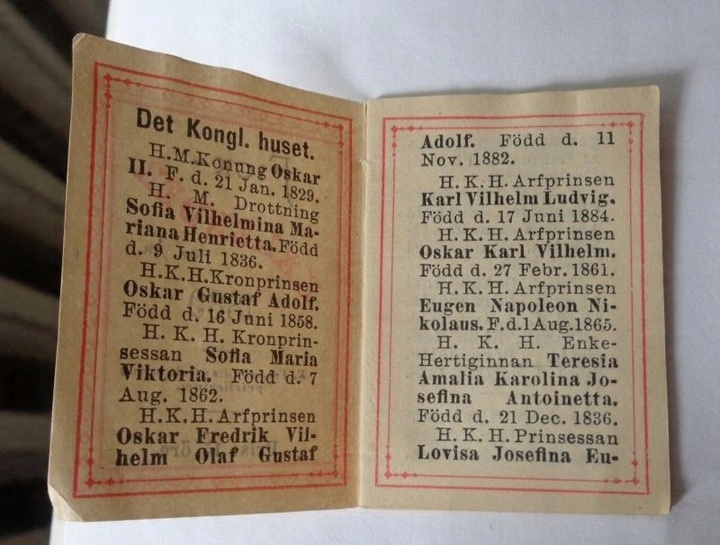 Det Kongl. huset.
H.M.Konung Oskar
II. F. d. 21 Jan. 1829.
H. M. Drottning
Sofia Vilhelmina Ma-
riana Henrietta. Född
d. 9 Juli 1836.
H.K.H.Kronprinsen
Oskar Gustaf Adolf.
Född d. 16 Juni 1858.
H. K. H. Kronprin-
sessan Sofia Maria
Viktoria. Född d. 7
Aug. 1862.
H.K.H. Arfprinsen
Oskar Fredrik Vil-
helm Olaf Gustaf
Adolf. Född d. 11
Nov. 1882.
H. K. H. Arfprinsen
Karl Vilhelm Ludvig.
Född d. 17 Juni 1884.
H. K. H. Arfprinsen
Oskar Karl Vilhelm.
Född d. 27 Febr. 1861.
H. K. H. Arfprinsen
Eugen Napoleon Ni-
kolaus. F. d. 1 Aug. 1865.
H. K. H. Enke-
Hertiginnan Teresia
Amalia Karolina Jo-
sefina Antoinetta.
Född d. 21 Dec. 1836.
H. K. H. Prinsessan
Lovisa Josefina Eu-